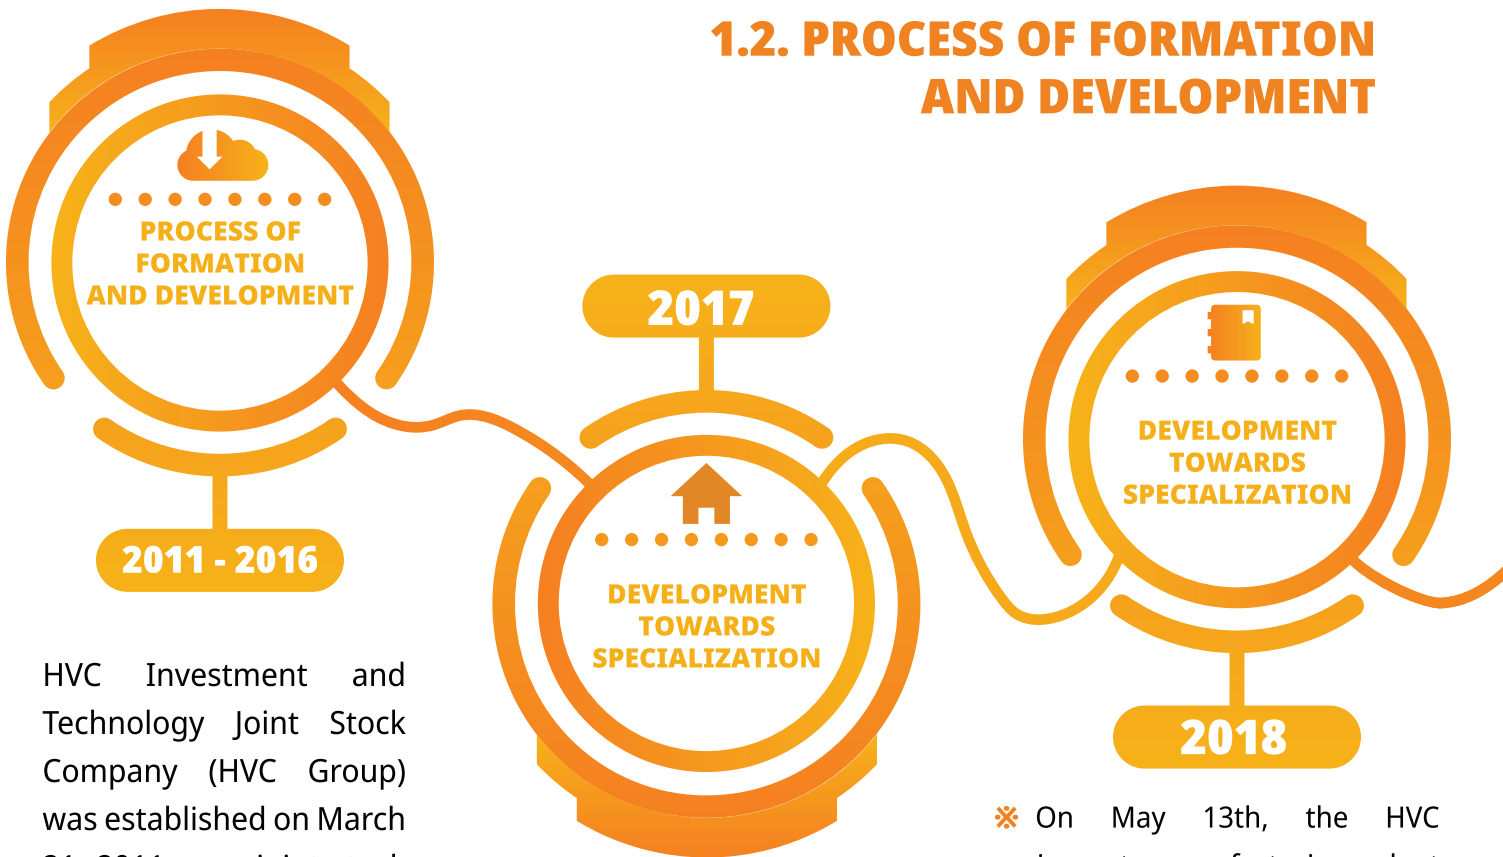 1.2. PROCESS OF FORMATION
AND DEVELOPMENT
PROCESS OF
FORMATION
AND DEVELOPMENT
2011 - 2016
HVC Investment and
Technology Joint Stock
Company (HVC Group)
was established on March
2017
DEVELOPMENT
TOWARDS
SPECIALIZATION
DEVELOPMENT
TOWARDS
SPECIALIZATION
2018
※ On May 13th, the HVC